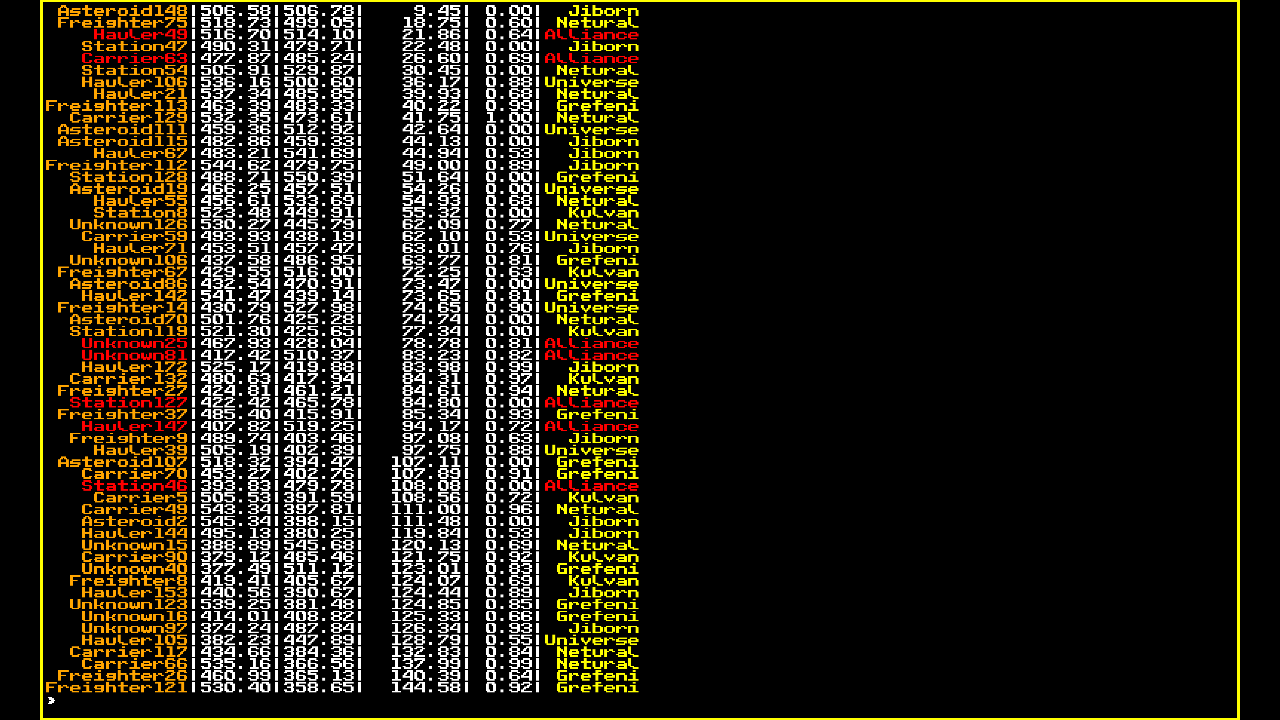 Asteroid148|506.58|506.78|     9.45| 0.00|  Jiborn
Freighter75|518.73|499.05|    18.75| 0.60| Netural
Hauler49|516.70|514.10|    21.86| 0.64|Alliance
Station47|490.31|479.71|    22.48| 0.00|  Jiborn
Carrier63|477.87|485.24|    26.60| 0.69|Alliance
Station54|505.91|528.87|    30.45| 0.00| Netural
Hauler106|536.16|500.60|    36.17| 0.88|Universe
Hauler21|537.34|485.85|    39.93| 0.68| Netural
Freighter113|463.39|483.33|    40.22| 0.99| Grefeni
Carrier129|532.35|473.61|    41.75| 1.00| Netural
Asteroid111|459.36|512.92|    42.64| 0.00|Universe
Asteroid115|482.86|459.33|    44.13| 0.00|  Jiborn
Hauler67|483.21|541.69|    44.94| 0.53|  Jiborn
Freighter112|544.62|479.75|    49.00| 0.89|  Jiborn
Station128|488.71|550.39|    51.64| 0.00| Grefeni
Asteroid19|466.25|457.51|    54.26| 0.00|Universe
Hauler55|456.61|533.69|    54.93| 0.68| Netural
Station8|523.48|449.91|    55.32| 0.00|  Kulvan
Unknown126|530.27|445.79|    62.09| 0.77| Netural
Carrier59|493.53|438.19|    62.10| 0.53|Universe
Hauler71|453.51|457.47|    63.01| 0.76|  Jiborn
Unknown106|437.58|486.95|    63.77| 0.81| Grefeni
Freighter67|429.55|516.00|    72.25| 0.63|  Kulvan
Asteroid86|432.54|470.91|    73.47| 0.00|Universe
Hauler142|541.47|439.14|    73.65| 0.81| Grefeni
Freighter14|430.79|527.98|    74.65| 0.90|Universe
Asteroid70|501.76|425.28|    74.74| 0.00| Netural
Station119|521.30|425.65|    77.34| 0.00|  Kulvan
Unknown25|467.93|428.04|    78.78| 0.81|Alliance
Unknown81|417.42|510.37|    83.23| 0.82|Alliance
Hauler172|525.17|419.88|    83.98| 0.99|  Jiborn
Carrier132|480.63|417.94|    84.31| 0.97|  Kulvan
Freighter27|424.81|461.21|    84.61| 0.94| Netural
Station127|422.42|465.78|    84.80| 0.00|Alliance
Freighter37|485.40|415.91|    85.34| 0.93| Grefeni
Hauler147|407.82|519.25|    94.17| 0.72|Alliance
Freighter9|489.74|403.46|    97.08| 0.63|  Jiborn
Hauler39|505.19|402.39|    97.75| 0.88|Universe
Asteroid107|518.32|394.47|   107.11| 0.00| Grefeni
Carrier70|453.27|402.76|   107.89| 0.91| Grefeni
Station46|393.83|479.78|   108.08| 0.00|Alliance
Carrier5|505.53|391.59|   108.56| 0.72|  Kulvan
Carrier49|543.34|397.81|   111.00| 0.96| Netural
Asteroid2|545.34|398.15|   111.48| 0.00|  Jiborn
Hauler144|495.13|380.25|   119.84| 0.53|  Jiborn
Unknown15|388.89|545.68|   120.13| 0.69| Netural
Carrier90|379.12|485.46|   121.75| 0.92|  Kulvan
Unknown40|377.49|511.12|   123.01| 0.83| Grefeni
Freighter8|419.41|405.67|   124.07| 0.69|  Kulvan
Hauler153|440.56|390.67|   124.44| 0.89|  Jiborn
Unknown123|539.25|381.48|   124.85| 0.85| Grefeni
Unknown16|414.01|408.82|   125.33| 0.66| Grefeni
Unknown97|374.24|487.84|   126.34| 0.93|  Jiborn
Hauler105|382.23|447.89|   128.79| 0.55|Universe
Carrier117|434.66|384.36|   132.83| 0.84| Netural
Carrier66|535.16|366.56|   137.99| 0.99| Netural
Freighter26|460.99|365.13|   140.39| 0.64| Grefeni
Freighter121|530.40|358.65|   144.58| 0.92| Grefeni
»